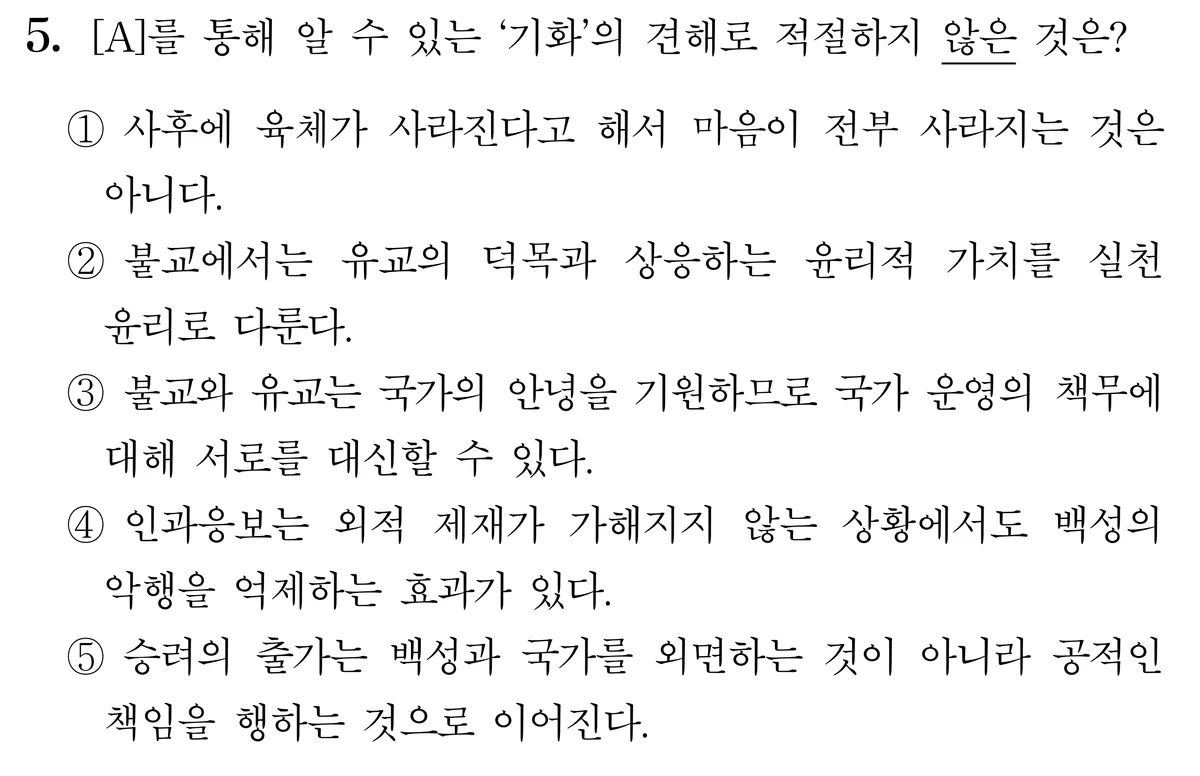 5. [A]를 통해 알 수 있는 ‘기화’의 견해로 적절하지 않은 것은?
① 사후에 육체가 사라진다고 해서 마음이 전부 사라지는 것은
아니다.
② 불교에서는 유교의 덕목과 상응하는 윤리적 가치를 실천
윤리로 다룬다.
③ 불교와 유교는 국가의 안녕을 기원하므로 국가 운영의 책무에
대해 서로를 대신할 수 있다.
④ 인과응보는 외적 제재가 가해지지 않는 상황에서도 백성의
악행을 억제하는 효과가 있다.
⑤ 승려의 출가는 백성과 국가를 외면하는 것이 아니라 공적인
책임을 행하는 것으로 이어진다.